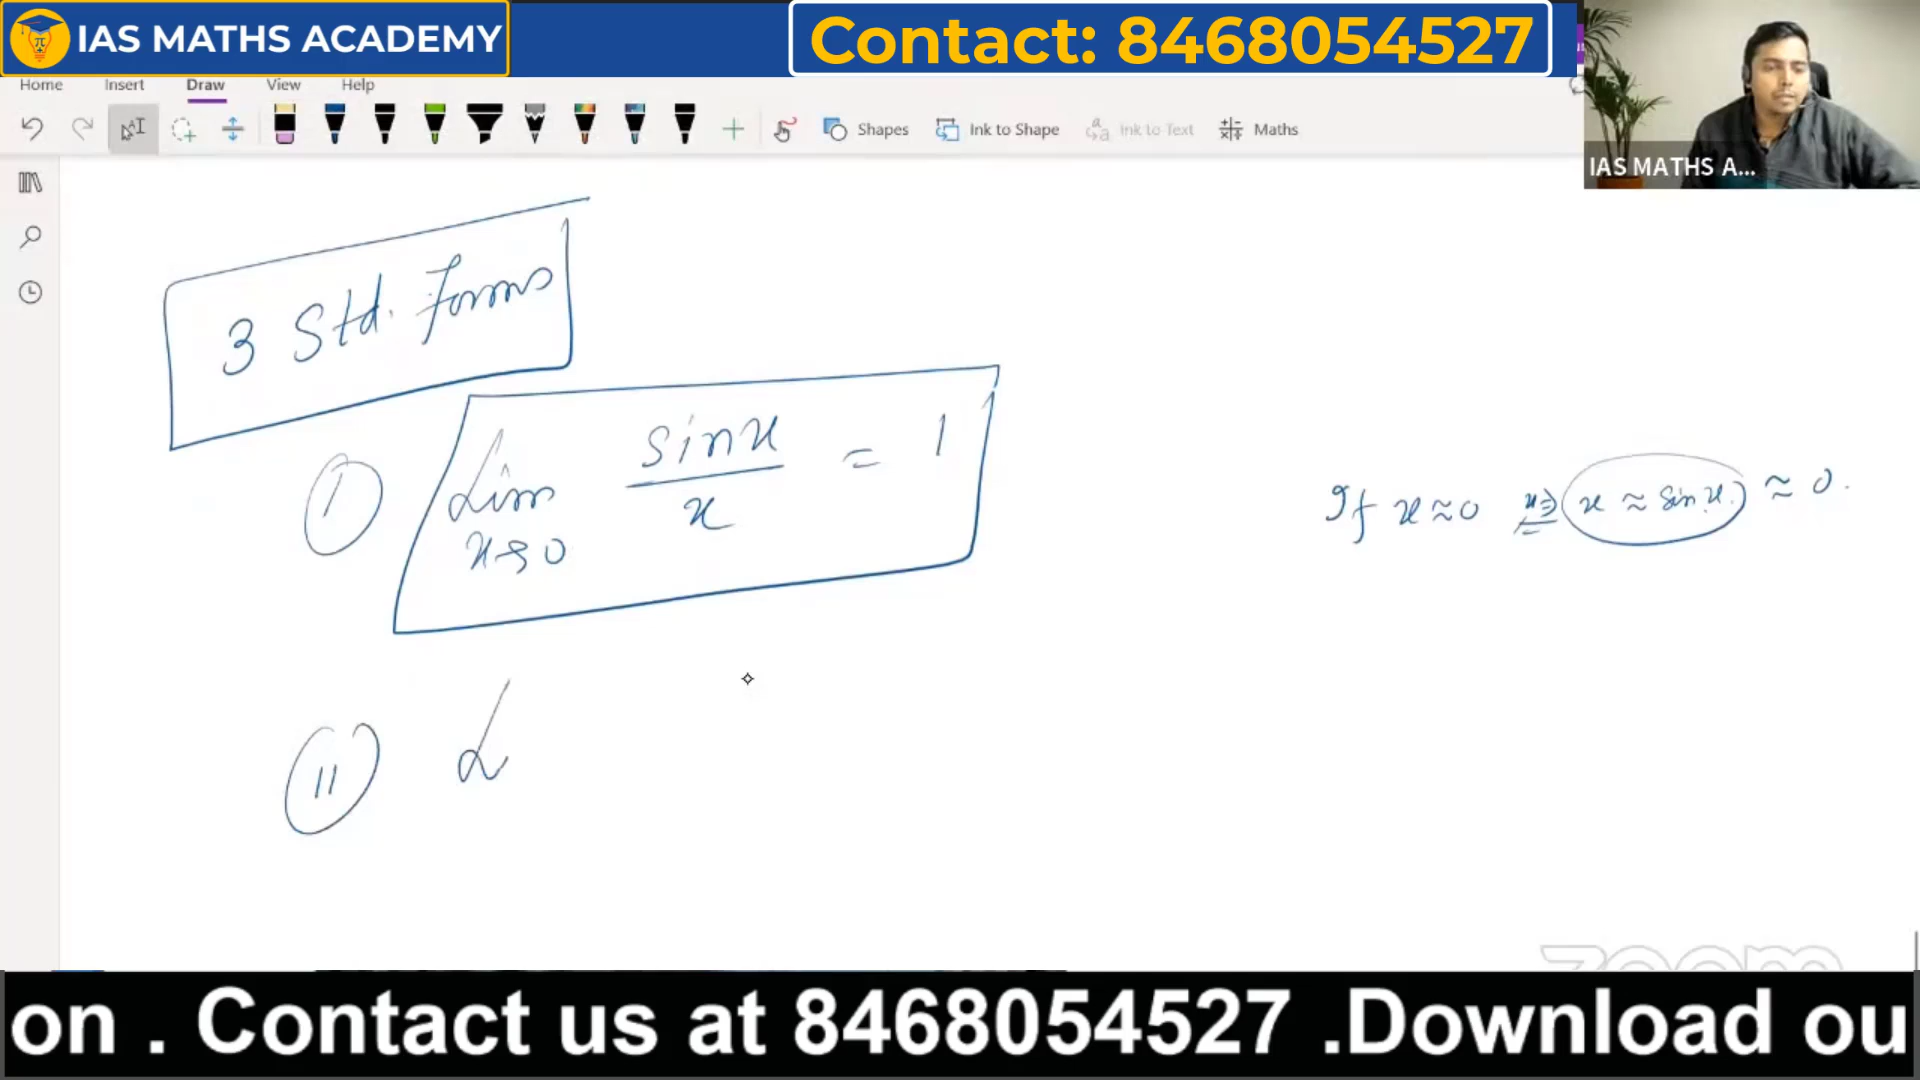 IAS MATHS ACADEMY
Contact: 8468054527
Home Insert Draw View Help
Shapes Ink to Shape Ink to Text Maths
IAS MATHS A...
3 Std. Forms
I Lim x→0 sinx/x = 1
If x≈0 x⇒ x ≈ sin x. ≈ 0.
II L
zoom
on . Contact us at 8468054527 .Download ou